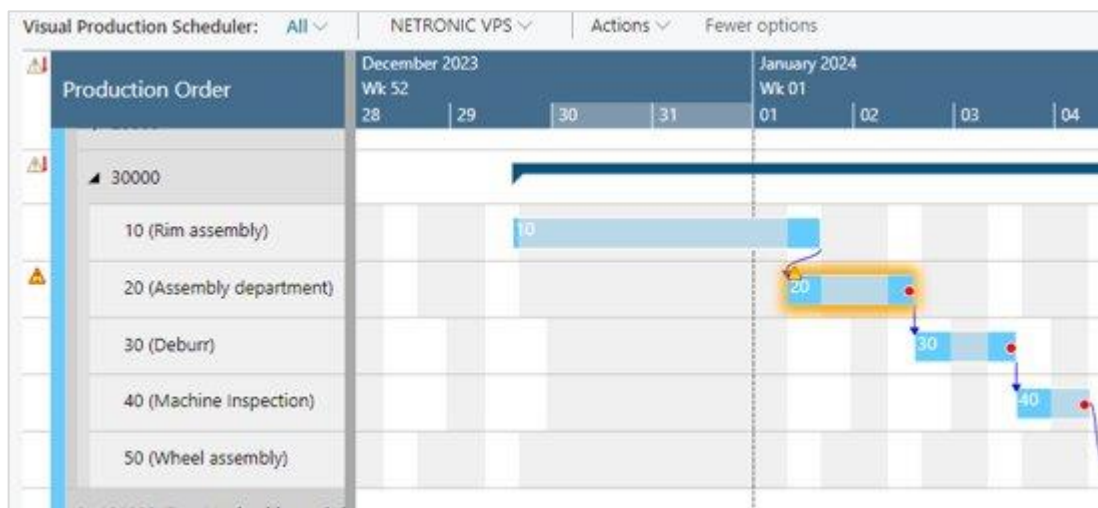 Visual Production Scheduler: All NETRONIC VPS Actions Fewer options
Production Order
December 2023 January 2024
Wk 52 Wk 01
28 29 30 31 01 02 03 04
30000
10 (Rim assembly) 10
20 (Assembly department) 20
30 (Deburr) 30
40 (Machine Inspection) 40
50 (Wheel assembly)